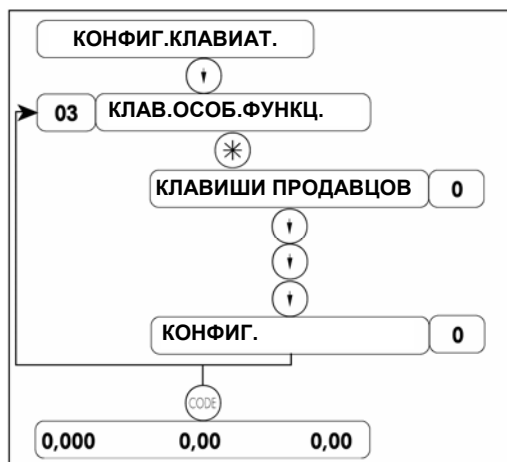 КОНФИГ.КЛАВИАТ.
03 КЛАВ.ОСОБ.ФУНКЦ.
КЛАВИШИ ПРОДАВЦОВ 0
КОНФИГ. 0
CODE
0,000 0,00 0,00